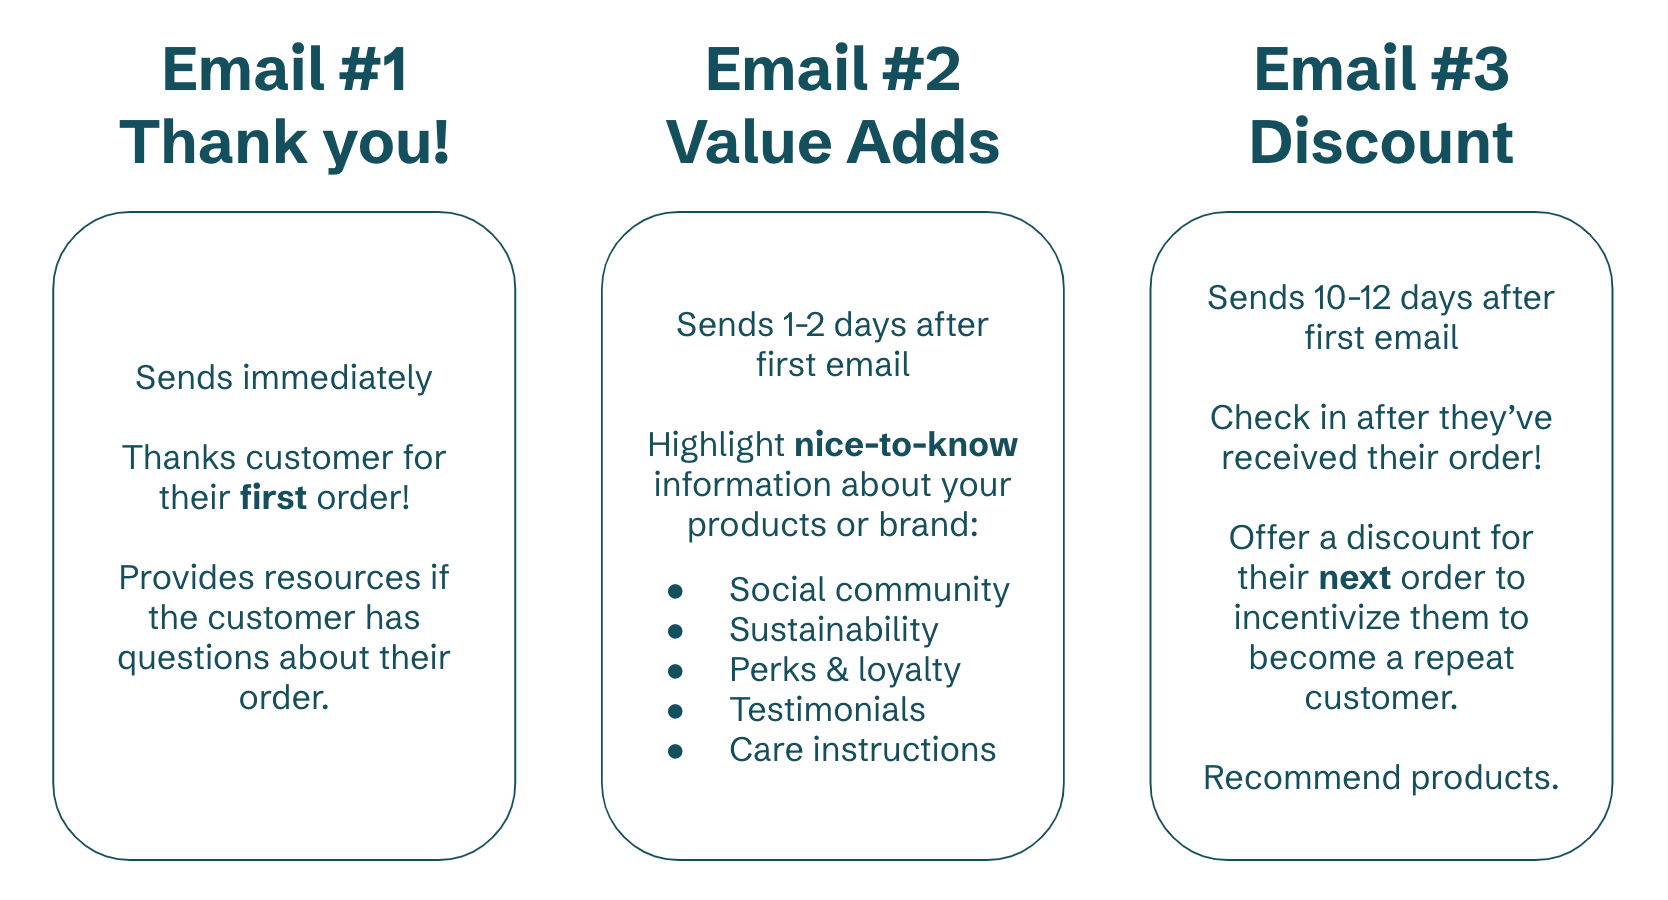 Email #1
Thank you!
Sends immediately
Thanks customer for
their first order!
Provides resources if
the customer has
questions about their
order.
Email #2
Value Adds
Sends 1-2 days after
first email
Highlight nice-to-know
information about your
products or brand:
● Social community
● Sustainability
● Perks & loyalty
● Testimonials
● Care instructions
Email #3
Discount
Sends 10-12 days after
first email
Check in after they’ve
received their order!
Offer a discount for
their next order to
incentivize them to
become a repeat
customer.
Recommend products.